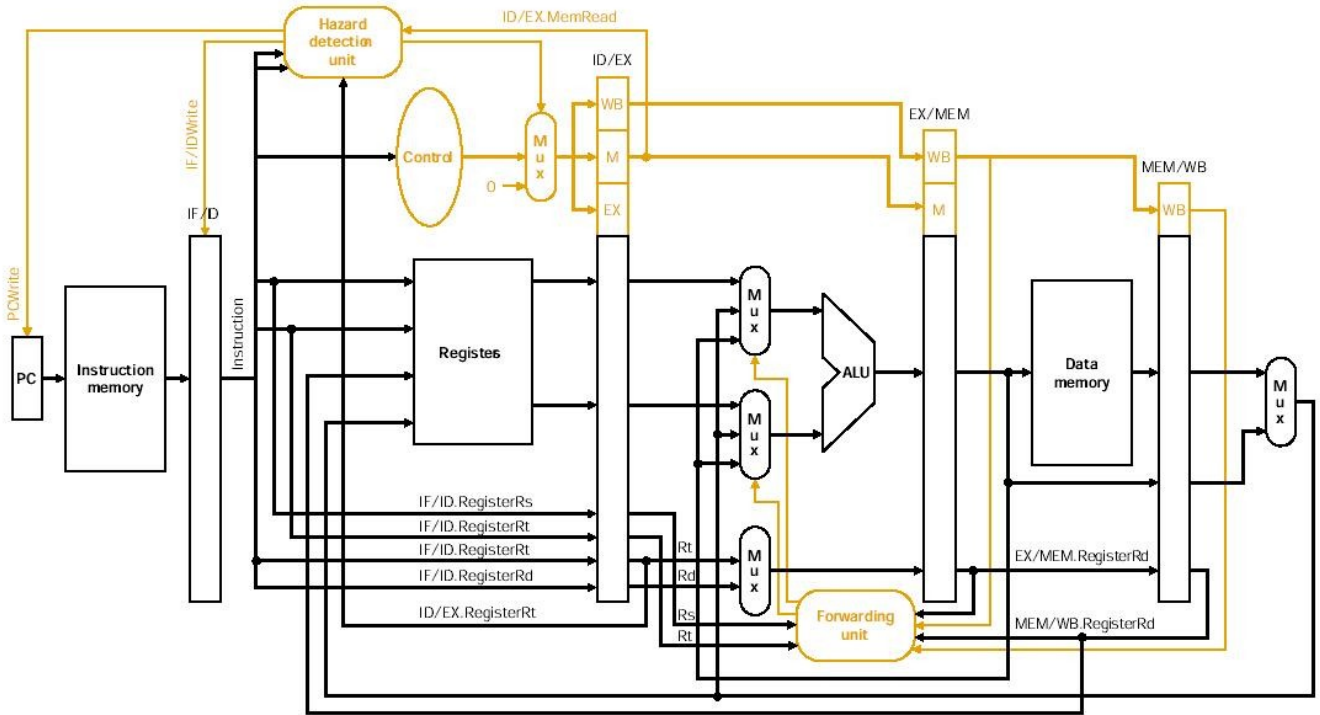 Hazard
detection
unit
ID/EX.MemRead
ID/EX
WB
M
EX
EX/MEM
WB
M
MEM/WB
WB
IF/IDWrite
PCWrite
Control
0
M
u
x
IF/ID
Instruction
PC
Instruction
memory
Registers
M
u
x
M
u
x
ALU
Data
memory
M
u
x
IF/ID.RegisterRs
IF/ID.RegisterRt
IF/ID.RegisterRt
IF/ID.RegisterRd
ID/EX.RegisterRt
Rt
Rd
M
u
x
Rs
Rt
Forwarding
unit
EX/MEM.RegisterRd
MEM/WB.RegisterRd